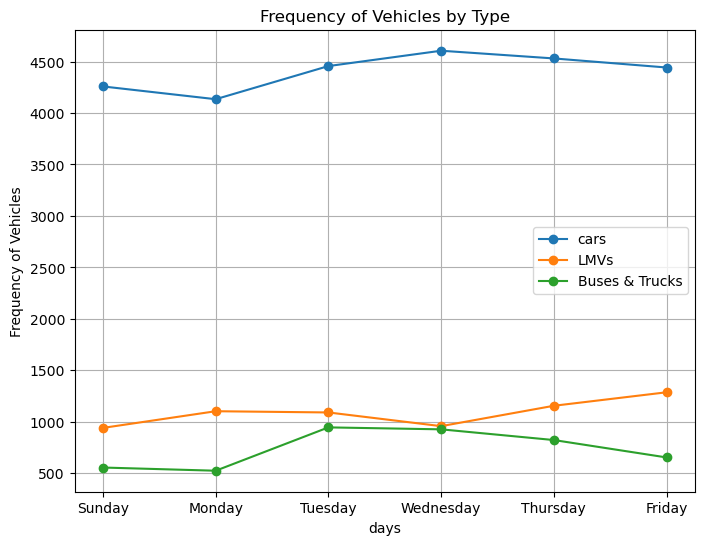 Frequency of Vehicles by Type
Frequency of Vehicles
4500
4000
3500
3000
2500
2000
1500
1000
500
cars
LMVs
Buses & Trucks
Sunday Monday Tuesday Wednesday Thursday Friday
days